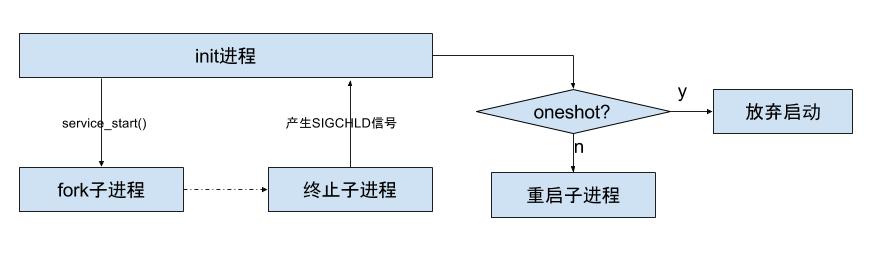 init进程
service_start()
产生SIGCHLD信号
fork子进程
终止子进程
oneshot?
y
放弃启动
n
重启子进程